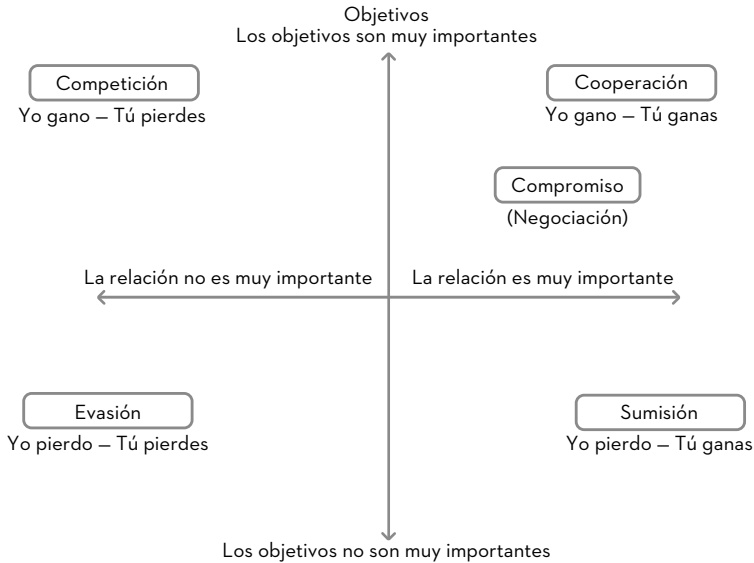 Objetivos
Los objetivos son muy importantes
Competición
Yo gano – Tú pierdes
Cooperación
Yo gano – Tú ganas
Compromiso
(Negociación)
La relación no es muy importante
La relación es muy importante
Evasión
Yo pierdo – Tú pierdes
Sumisión
Yo pierdo – Tú ganas
Los objetivos no son muy importantes